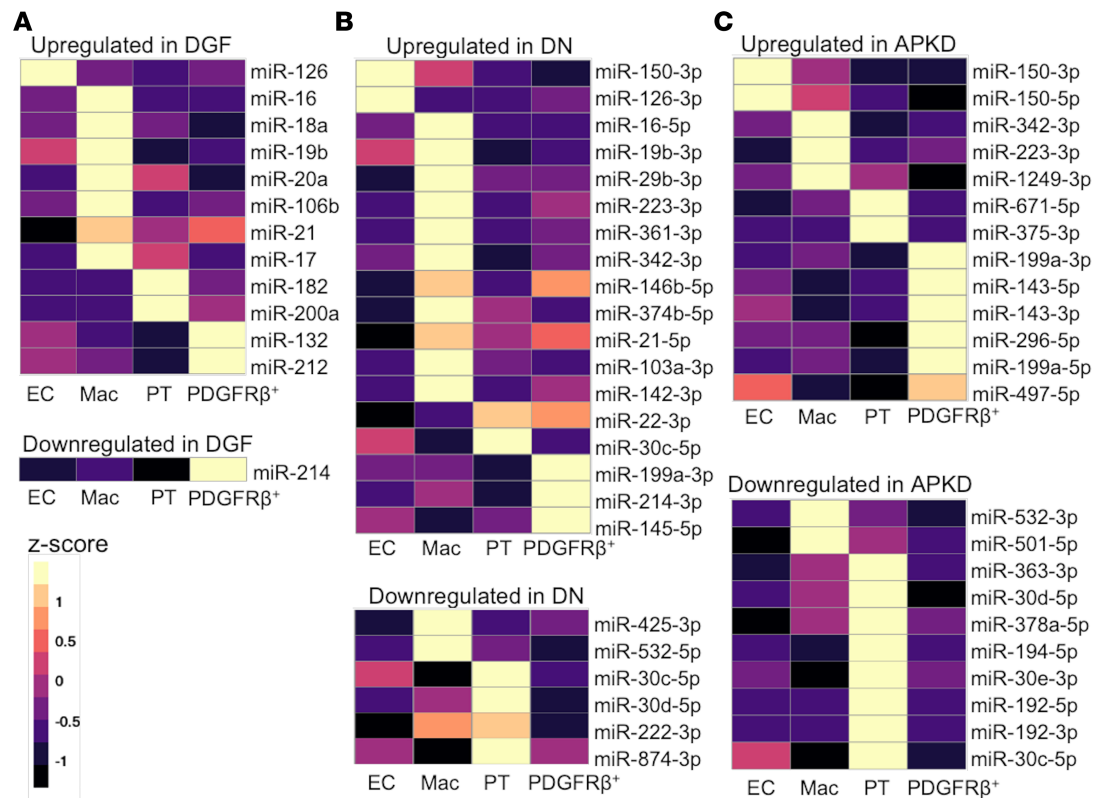 A
Upregulated in DGF
miR-126
miR-16
miR-18a
miR-19b
miR-20a
miR-106b
miR-21
miR-17
miR-182
miR-200a
miR-132
miR-212
EC Mac PT PDGFRβ⁺
Downregulated in DGF
miR-214
EC Mac PT PDGFRβ⁺
z-score
1
0.5
0
-0.5
-1
B
Upregulated in DN
miR-150-3p
miR-126-3p
miR-16-5p
miR-19b-3p
miR-29b-3p
miR-223-3p
miR-361-3p
miR-342-3p
miR-146b-5p
miR-374b-5p
miR-21-5p
miR-103a-3p
miR-142-3p
miR-22-3p
miR-30c-5p
miR-199a-3p
miR-214-3p
miR-145-5p
EC Mac PT PDGFRβ⁺
Downregulated in DN
miR-425-3p
miR-532-5p
miR-30c-5p
miR-30d-5p
miR-222-3p
miR-874-3p
EC Mac PT PDGFRβ⁺
C
Upregulated in APKD
miR-150-3p
miR-150-5p
miR-342-3p
miR-223-3p
miR-1249-3p
miR-671-5p
miR-375-3p
miR-199a-3p
miR-143-5p
miR-143-3p
miR-296-5p
miR-199a-5p
miR-497-5p
EC Mac PT PDGFRβ⁺
Downregulated in APKD
miR-532-3p
miR-501-5p
miR-363-3p
miR-30d-5p
miR-378a-5p
miR-194-5p
miR-30e-3p
miR-192-5p
miR-192-3p
miR-30c-5p
EC Mac PT PDGFRβ⁺